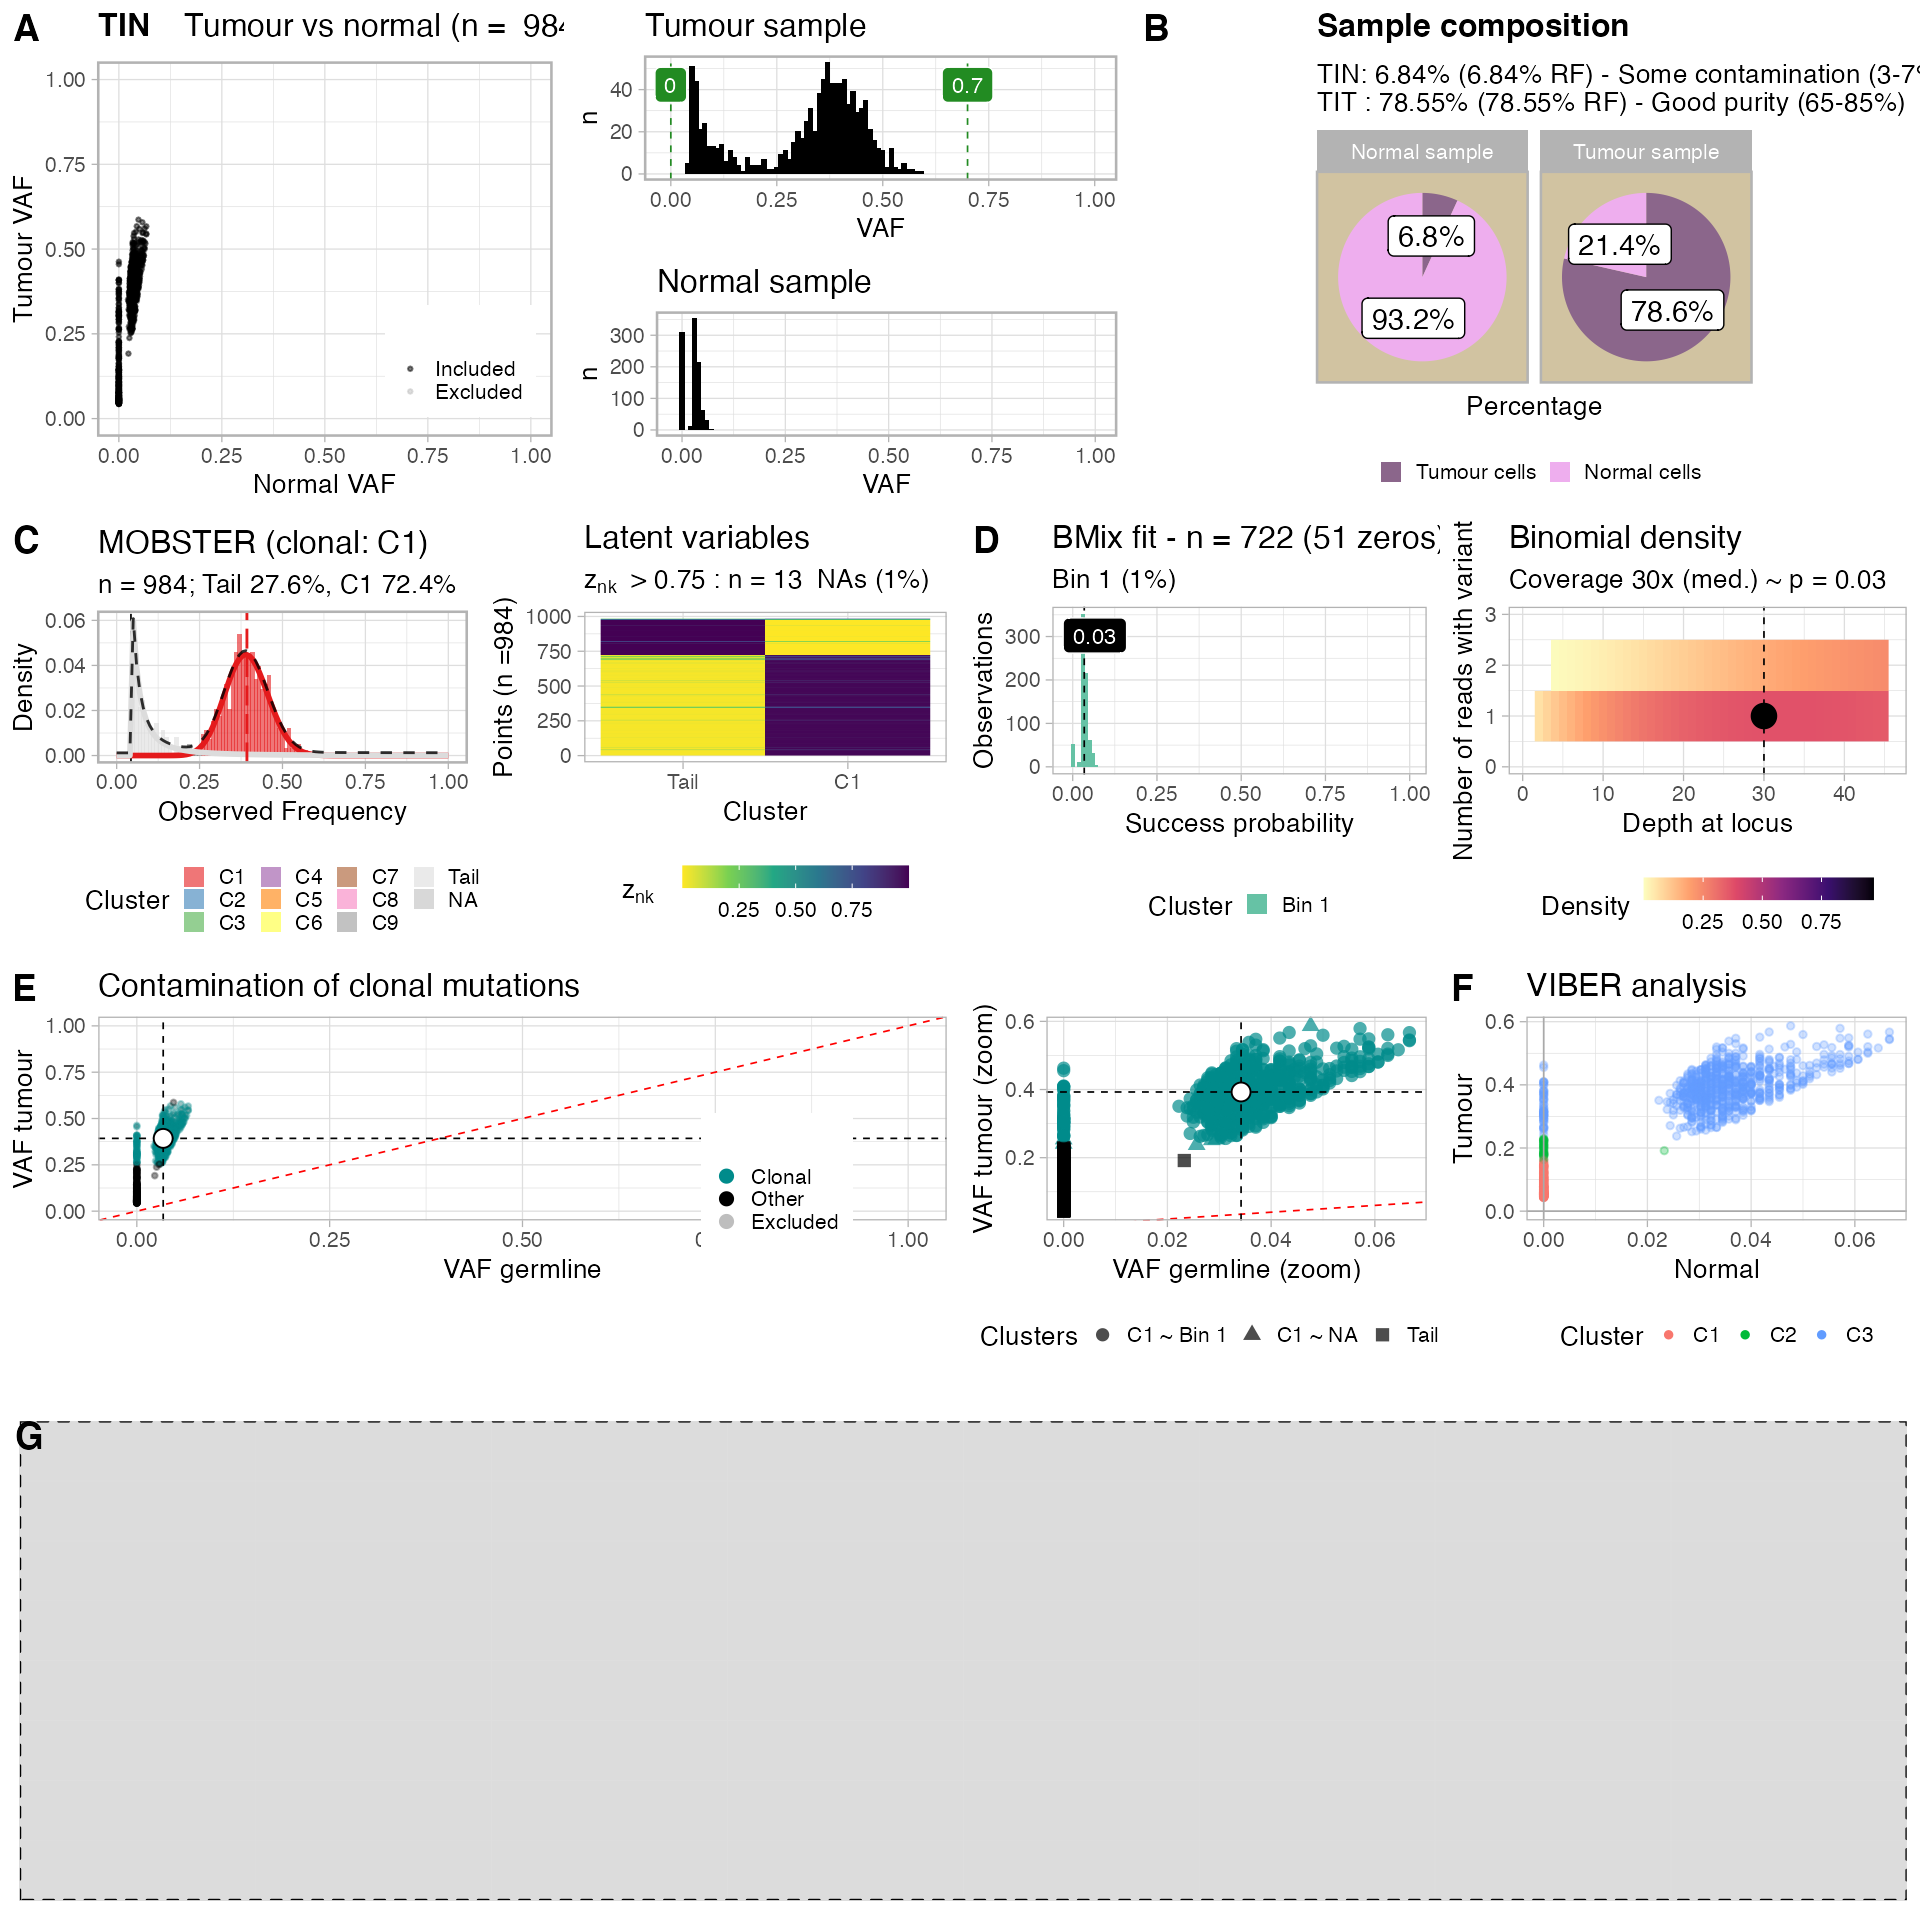 A
TIN Tumour vs normal (n = 984
Tumour VAF
1.00
0.75
0.50
0.25
0.00
0.00 0.25 0.50 0.75 1.00
Normal VAF
Included
Excluded
Tumour sample
n
40
20
0
0
0.7
0.00 0.25 0.50 0.75 1.00
VAF
Normal sample
n
300
200
100
0
0.00 0.25 0.50 0.75 1.00
VAF
B
Sample composition
TIN: 6.84% (6.84% RF) - Some contamination (3-7%
TIT : 78.55% (78.55% RF) - Good purity (65-85%)
Normal sample
Tumour sample
6.8%
93.2%
21.4%
78.6%
Percentage
Tumour cells Normal cells
C
MOBSTER (clonal: C1)
n = 984; Tail 27.6%, C1 72.4%
Density
0.06
0.04
0.02
0.00
0.00 0.25 0.50 0.75 1.00
Observed Frequency
Cluster
C1 C4 C7 Tail
C2 C5 C8 NA
C3 C6 C9
Latent variables
znk > 0.75 : n = 13 NAs (1%)
Points (n =984)
1000
750
500
250
0
Tail C1
Cluster
znk
0.25 0.50 0.75
D
BMix fit - n = 722 (51 zeros)
Bin 1 (1%)
Observations
300
200
100
0
0.03
0.00 0.25 0.50 0.75 1.00
Success probability
Cluster Bin 1
Binomial density
Coverage 30x (med.) ~ p = 0.03
Number of reads with variant
3
2
1
0
0 10 20 30 40
Depth at locus
Density
0.25 0.50 0.75
E
Contamination of clonal mutations
VAF tumour
1.00
0.75
0.50
0.25
0.00
0.00 0.25 0.50 1.00
VAF germline
Clonal
Other
Excluded
VAF tumour (zoom)
0.6
0.4
0.2
0.00 0.02 0.04 0.06
VAF germline (zoom)
Clusters C1 ~ Bin 1 C1 ~ NA Tail
F
VIBER analysis
Tumour
0.6
0.4
0.2
0.0
0.00 0.02 0.04 0.06
Normal
Cluster C1 C2 C3
G